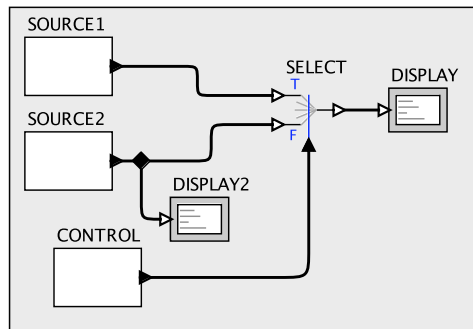 SOURCE1
SELECT
DISPLAY
T
SOURCE2
F
DISPLAY2
CONTROL